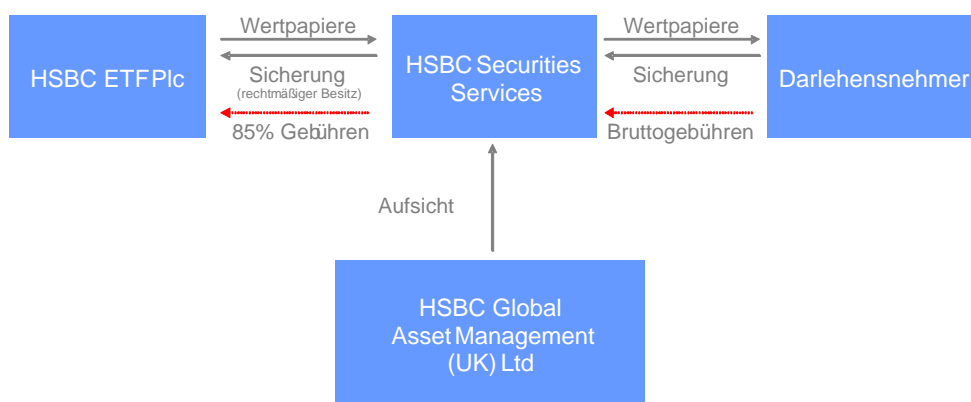 Wertpapiere
Wertpapiere
HSBC ETF Plc
Sicherung
(rechtmäßiger Besitz)
HSBC Securities
Services
Sicherung
Darlehensnehmer
85% Gebühren
Bruttogebühren
Aufsicht
HSBC Global
Asset Management
(UK) Ltd